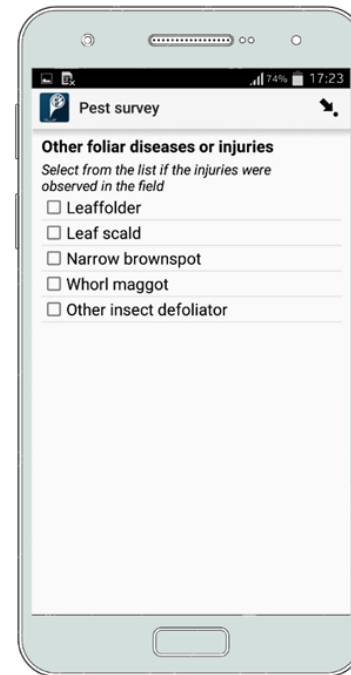 74% 17:23
Pest survey
Other foliar diseases or injuries
Select from the list if the injuries were
observed in the field
Leaffolder
Leaf scald
Narrow brownspot
Whorl maggot
Other insect defoliator